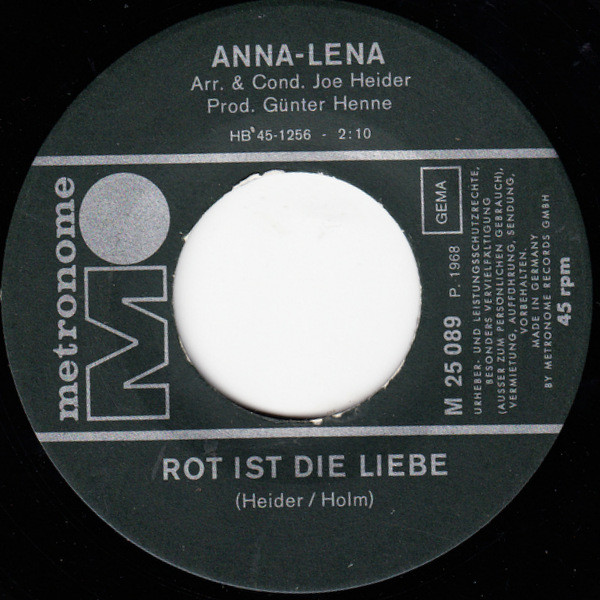 ANNA-LENA
Arr. & Cond. Joe Heider
Prod. Günter Henne
HB 45-1256 - 2:10
metronome
M
GEMA
M 25 089 P. 1968
URHEBER- UND LEISTUNGSSCHUTZRECHTE,
BESONDERS VERVIELFÄLTIGUNG
(AUSSER ZUM PERSÖNLICHEN GEBRAUCH),
VERMIETUNG, AUFFÜHRUNG, SENDUNG,
VORBEHALTEN.
MADE IN GERMANY
BY METRONOME RECORDS GMBH
45 rpm
ROT IST DIE LIEBE
(Heider / Holm)